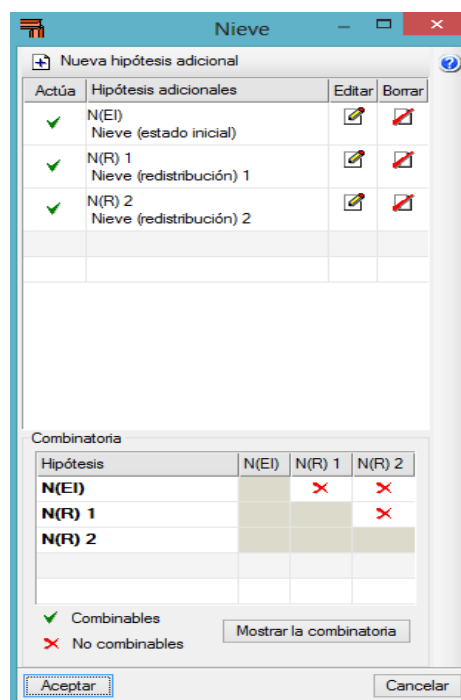 Nieve
Nueva hipótesis adicional
Actúa Hipótesis adicionales Editar Borrar
N(EI)
Nieve (estado inicial)
N(R) 1
Nieve (redistribución) 1
N(R) 2
Nieve (redistribución) 2
Combinatoria
Hipótesis N(EI) N(R) 1 N(R) 2
N(EI)
N(R) 1
N(R) 2
Combinables
No combinables
Mostrar la combinatoria
Aceptar Cancelar